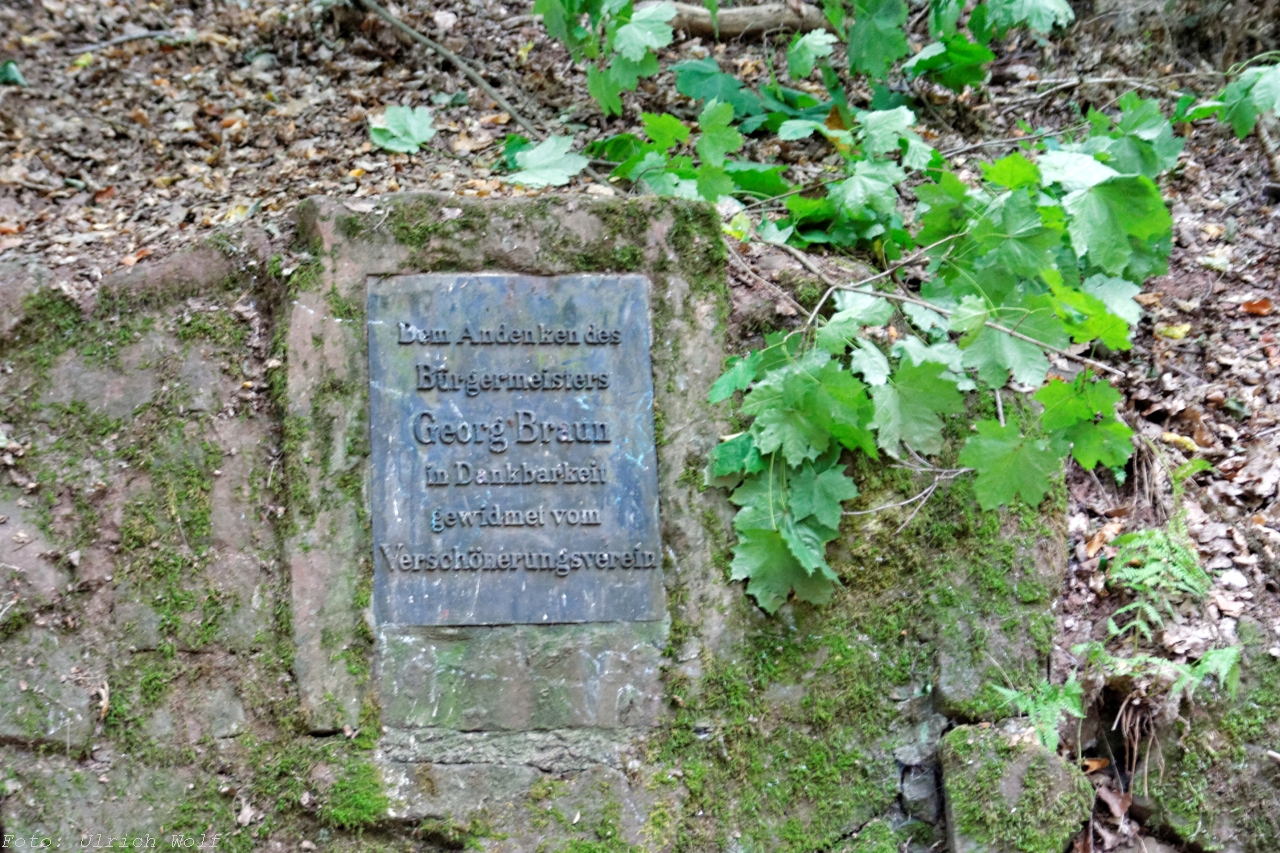 Dem Andenken des
Bürgermeisters
Georg Braun
in Dankbarkeit
gewidmet vom
Verschönerungsverein
Foto: Ulrich Wolf